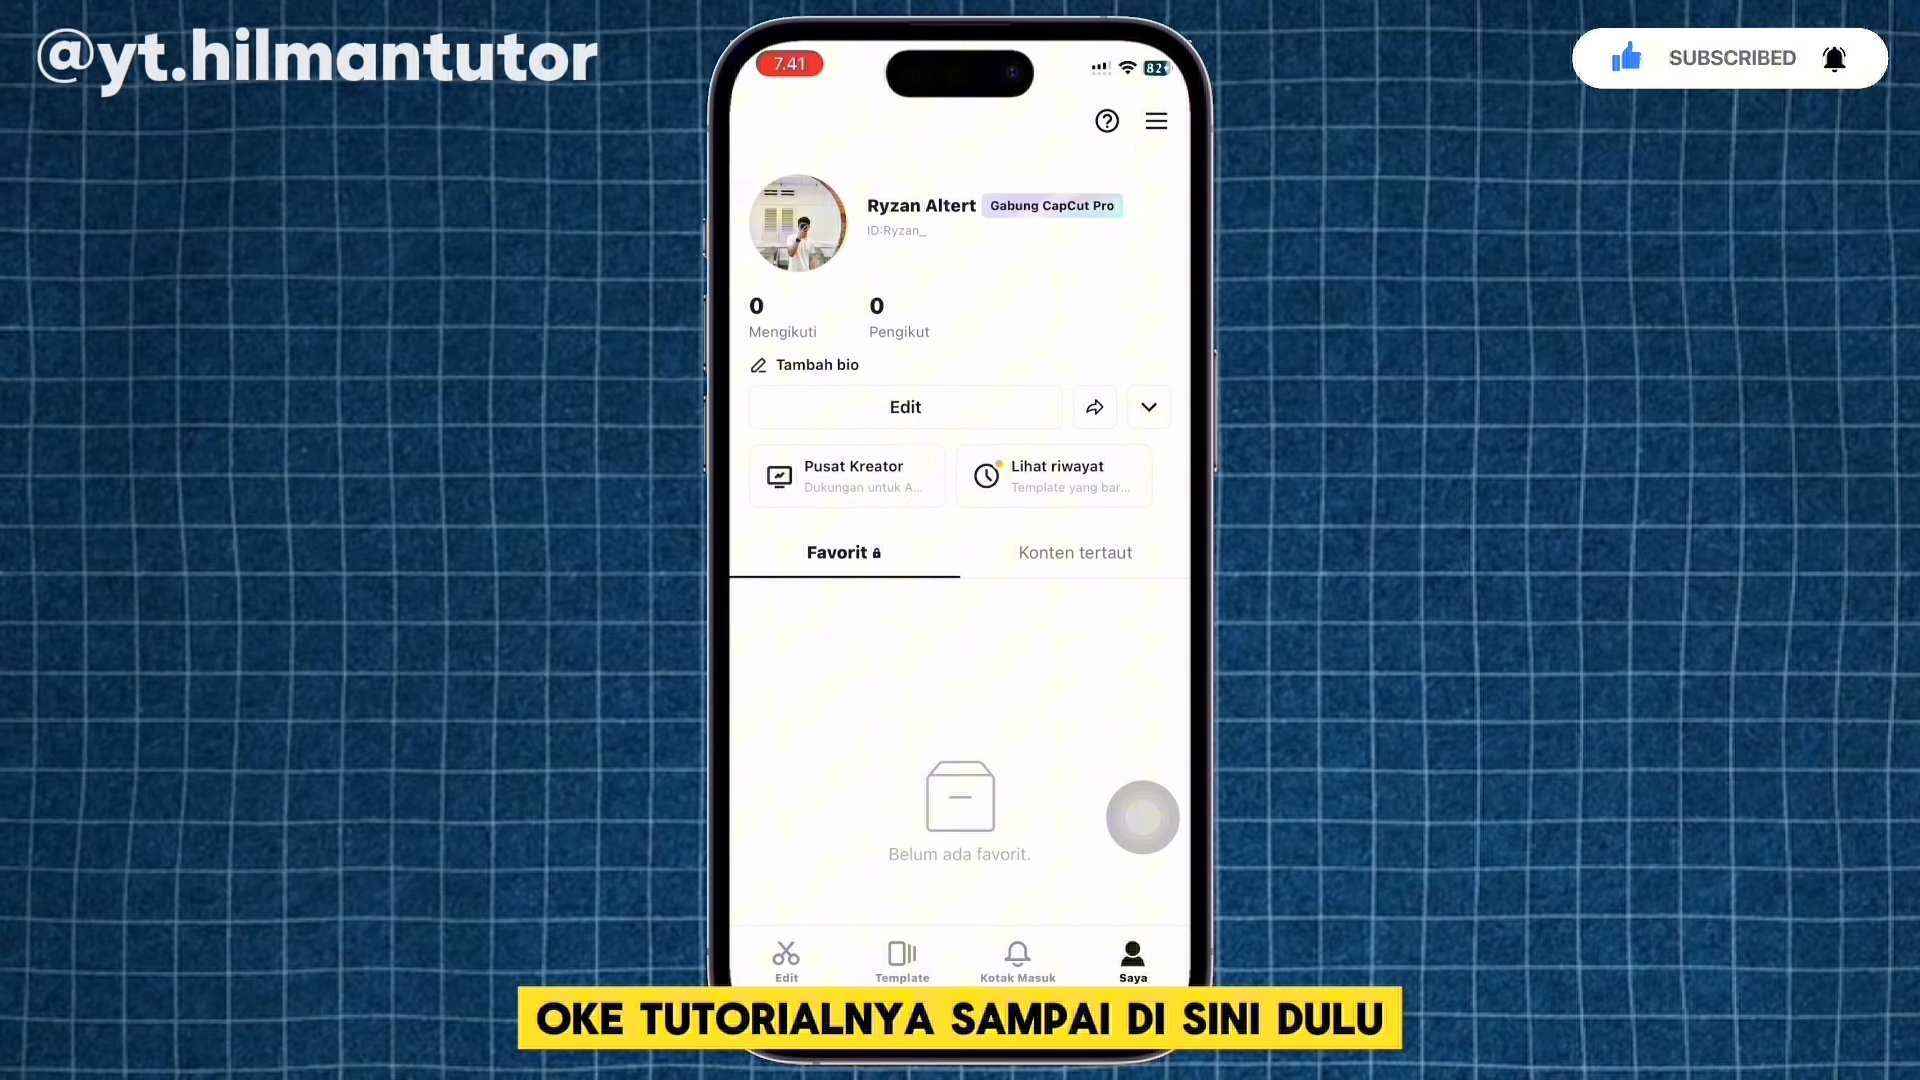 @yt.hilmantutor
SUBSCRIBED
7.41
82
Ryzan Altert
Gabung CapCut Pro
ID:Ryzan_
0
Mengikuti
0
Pengikut
Tambah bio
Edit
Pusat Kreator
Dukungan untuk A...
Lihat riwayat
Template yang bar...
Favorit
Konten tertaut
Belum ada favorit.
Edit
Template
Kotak Masuk
Saya
OKE TUTORIALNYA SAMPAI DI SINI DULU